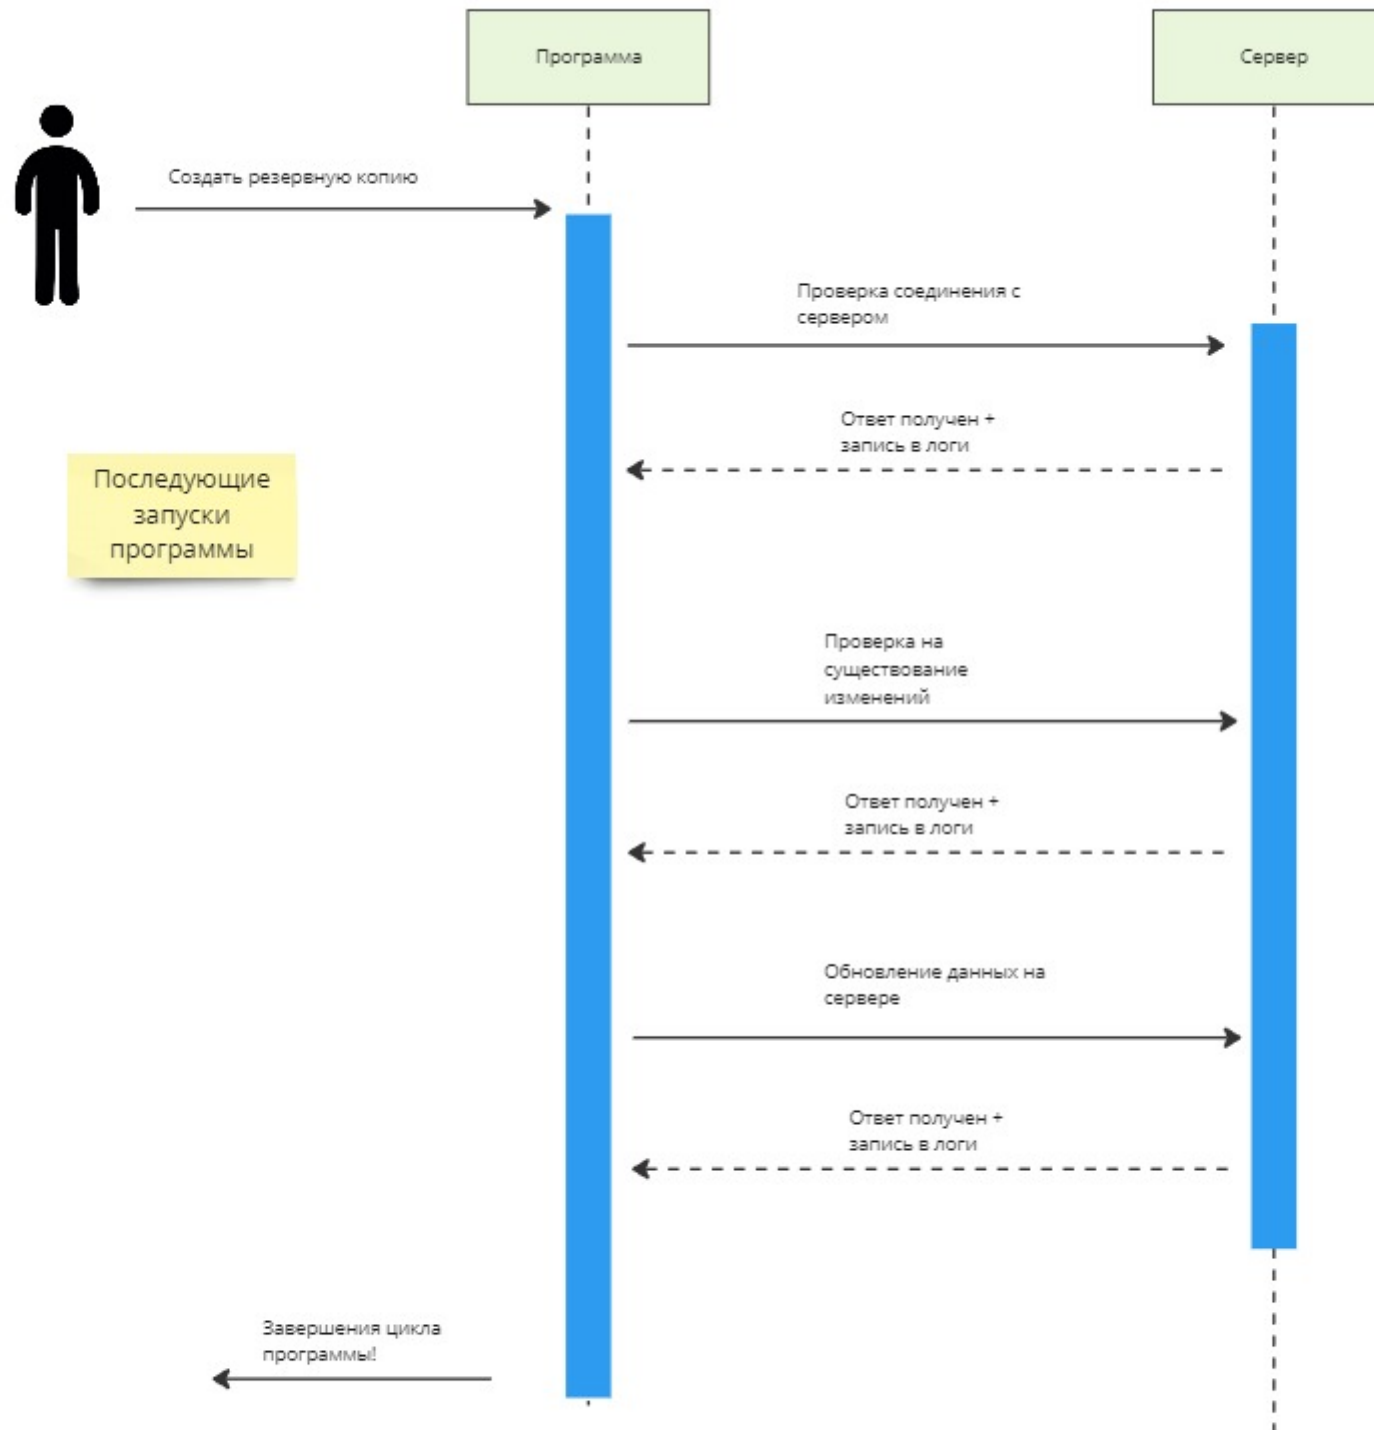 Программа
Сервер
Создать резервную копию
Проверка соединения с
сервером
Ответ получен +
запись в логи
Последующие
запуски
программы
Проверка на
существование
изменений
Ответ получен +
запись в логи
Обновление данных на
сервере
Ответ получен +
запись в логи
Завершения цикла
программы!